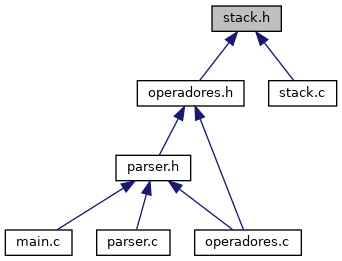 stack.h
operadores.h
stack.c
parser.h
main.c
parser.c
operadores.c